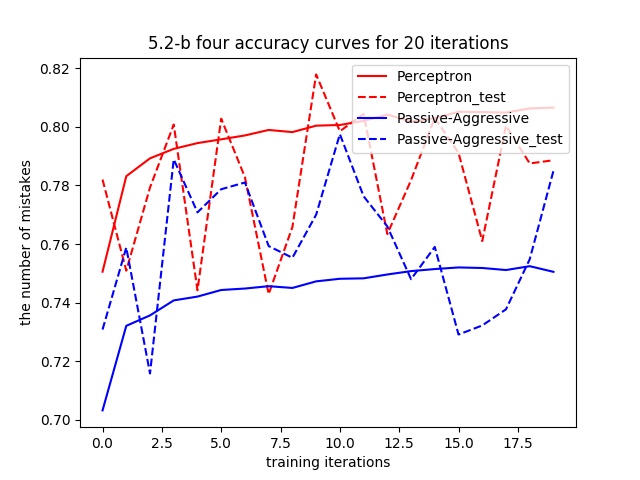 5.2-b four accuracy curves for 20 iterations
0.82
0.80
0.78
0.76
0.74
0.72
0.70
the number of mistakes
Perceptron
Perceptron_test
Passive-Aggressive
Passive-Aggressive_test
0.0 2.5 5.0 7.5 10.0 12.5 15.0 17.5
training iterations